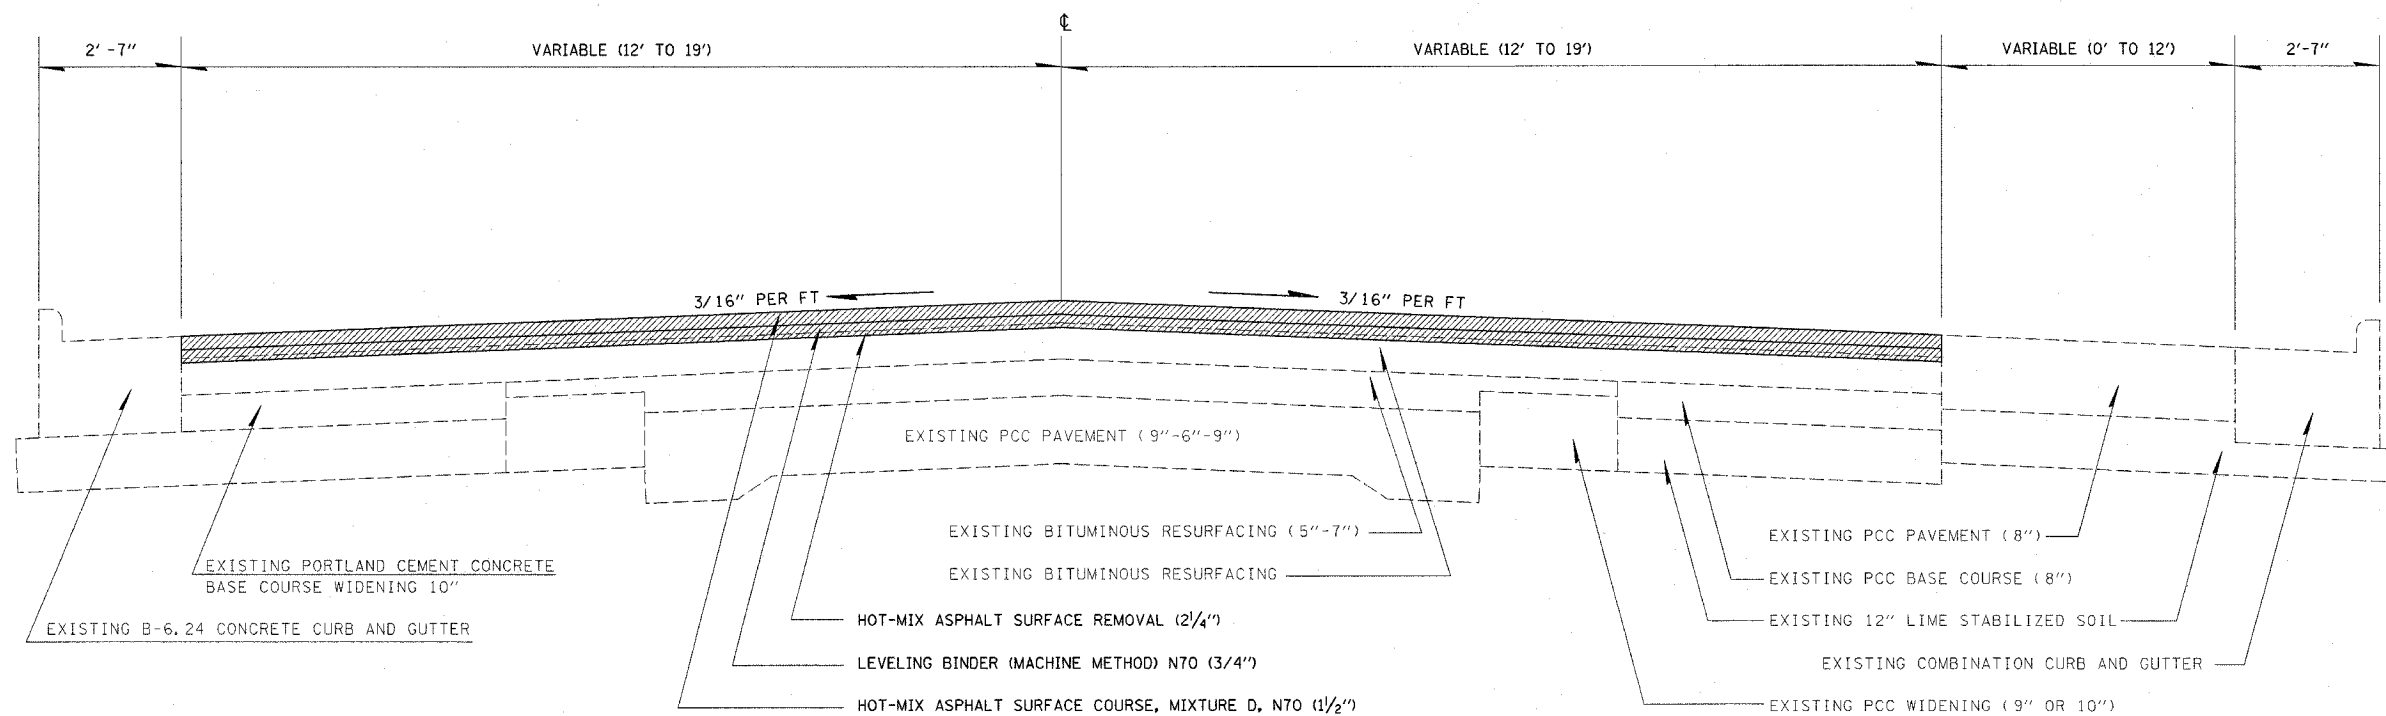 ℄
2'-7" VARIABLE (12' TO 19') VARIABLE (12' TO 19') VARIABLE (0' TO 12') 2'-7"
3/16" PER FT 3/16" PER FT
EXISTING PCC PAVEMENT (9"-6"-9")
EXISTING BITUMINOUS RESURFACING (5"-7")
EXISTING BITUMINOUS RESURFACING
HOT-MIX ASPHALT SURFACE REMOVAL (2 1/4")
LEVELING BINDER (MACHINE METHOD) N70 (3/4")
HOT-MIX ASPHALT SURFACE COURSE, MIXTURE D, N70 (1 1/2")
EXISTING PORTLAND CEMENT CONCRETE
BASE COURSE WIDENING 10"
EXISTING B-6.24 CONCRETE CURB AND GUTTER
EXISTING PCC PAVEMENT (8")
EXISTING PCC BASE COURSE (8")
EXISTING 12" LIME STABILIZED SOIL
EXISTING COMBINATION CURB AND GUTTER
EXISTING PCC WIDENING (9" OR 10")